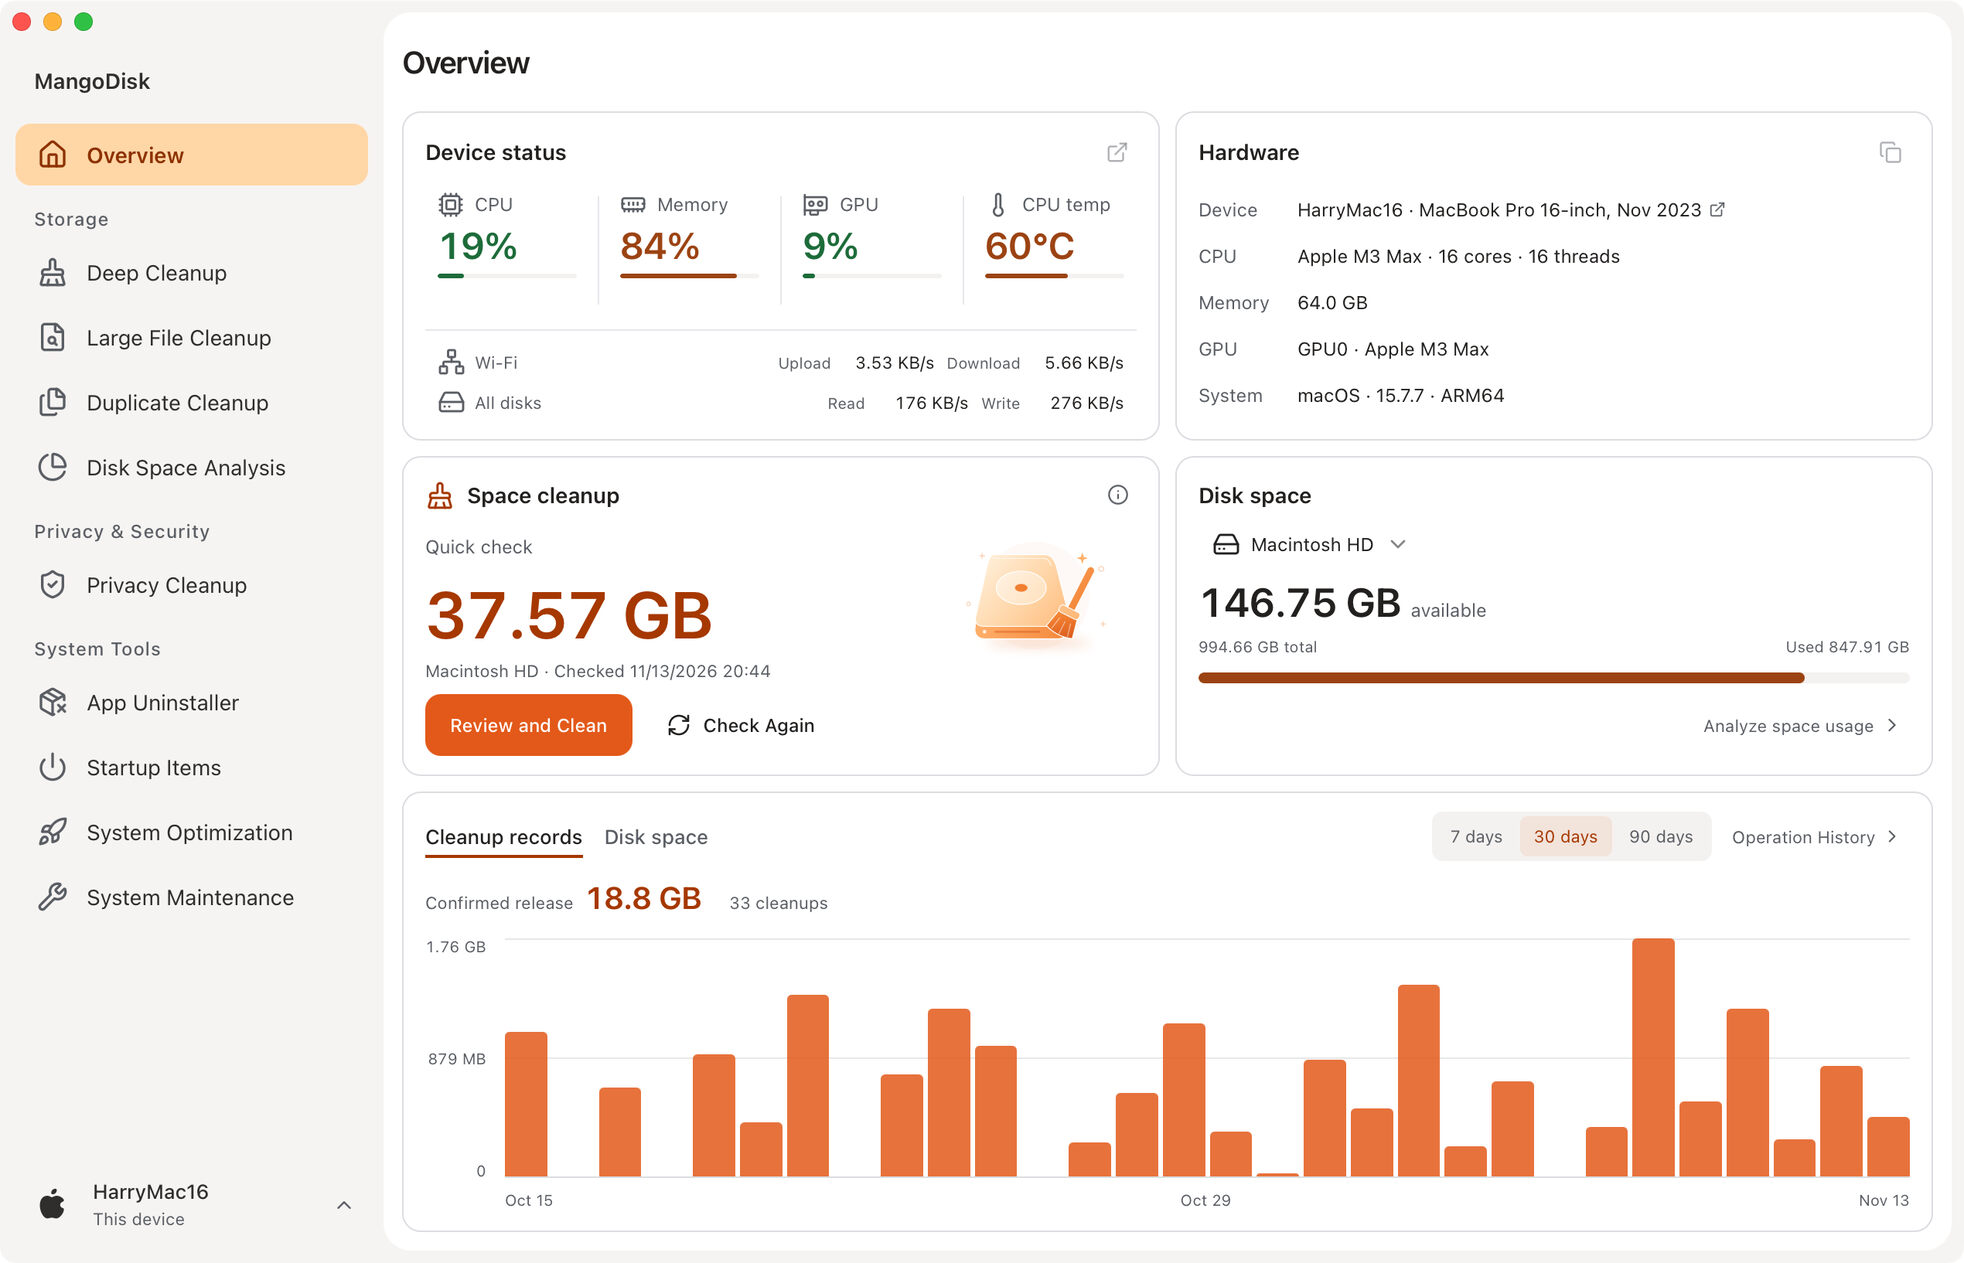 MangoDisk
Overview
Storage
Deep Cleanup
Large File Cleanup
Duplicate Cleanup
Disk Space Analysis
Privacy & Security
Privacy Cleanup
System Tools
App Uninstaller
Startup Items
System Optimization
System Maintenance
HarryMac16
This device
Overview
Device status
CPU
19%
Memory
84%
GPU
9%
CPU temp
60°C
Wi-Fi Upload 3.53 KB/s Download 5.66 KB/s
All disks Read 176 KB/s Write 276 KB/s
Hardware
Device HarryMac16 · MacBook Pro 16-inch, Nov 2023
CPU Apple M3 Max · 16 cores · 16 threads
Memory 64.0 GB
GPU GPU0 · Apple M3 Max
System macOS · 15.7.7 · ARM64
Space cleanup
Quick check
37.57 GB
Macintosh HD · Checked 11/13/2026 20:44
Review and Clean Check Again
Disk space
Macintosh HD
146.75 GB available
994.66 GB total Used 847.91 GB
Analyze space usage
Cleanup records Disk space 7 days 30 days 90 days Operation History
Confirmed release 18.8 GB 33 cleanups
1.76 GB
879 MB
0
Oct 15 Oct 29 Nov 13